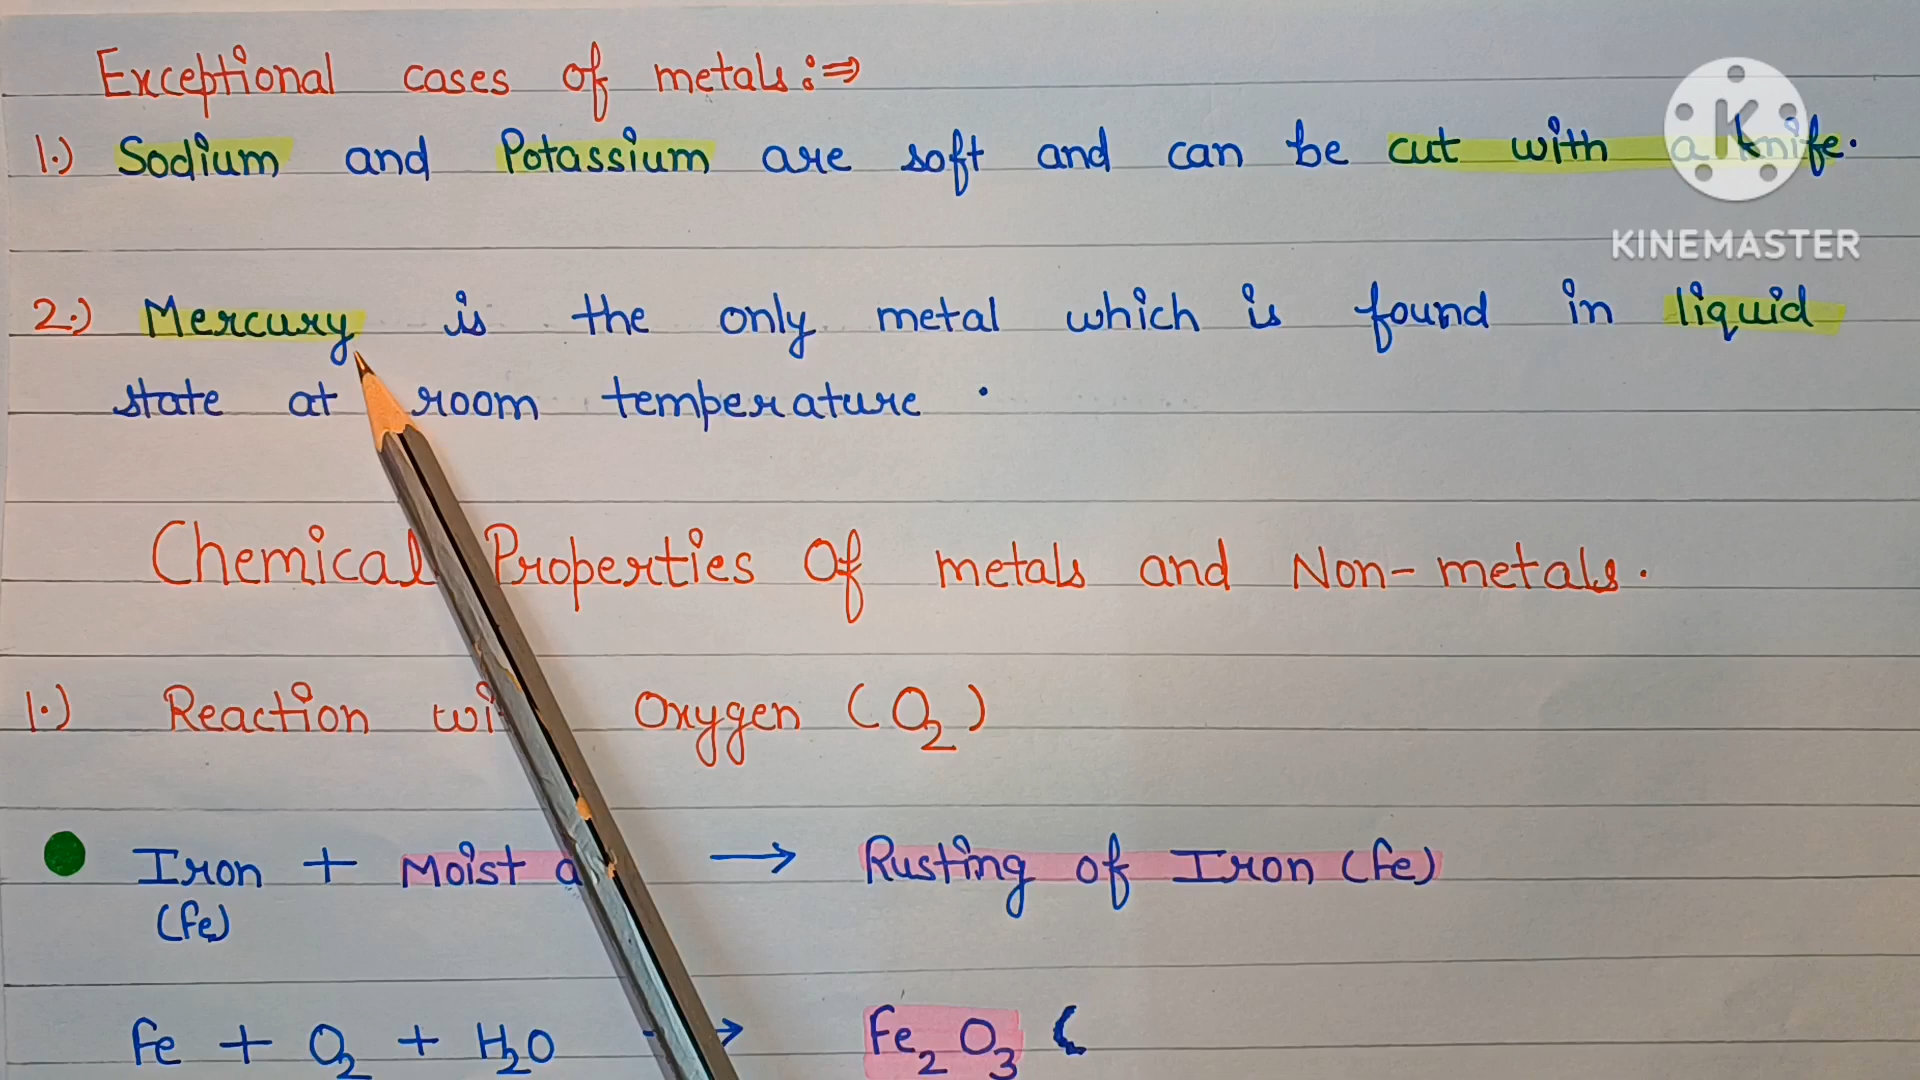 Exceptional cases of metals:⇒
1.) Sodium and Potassium are soft and can be cut with a knife.
K
KINEMASTER
2.) Mercury is the only metal which is found in liquid
state at room temperature .
Chemical Properties Of metals and Non-metals.
1.) Reaction Oxygen (O2)
Iron + Moist → Rusting of Iron (Fe)
(Fe)
Fe + O2 + H2O → Fe2O3 (